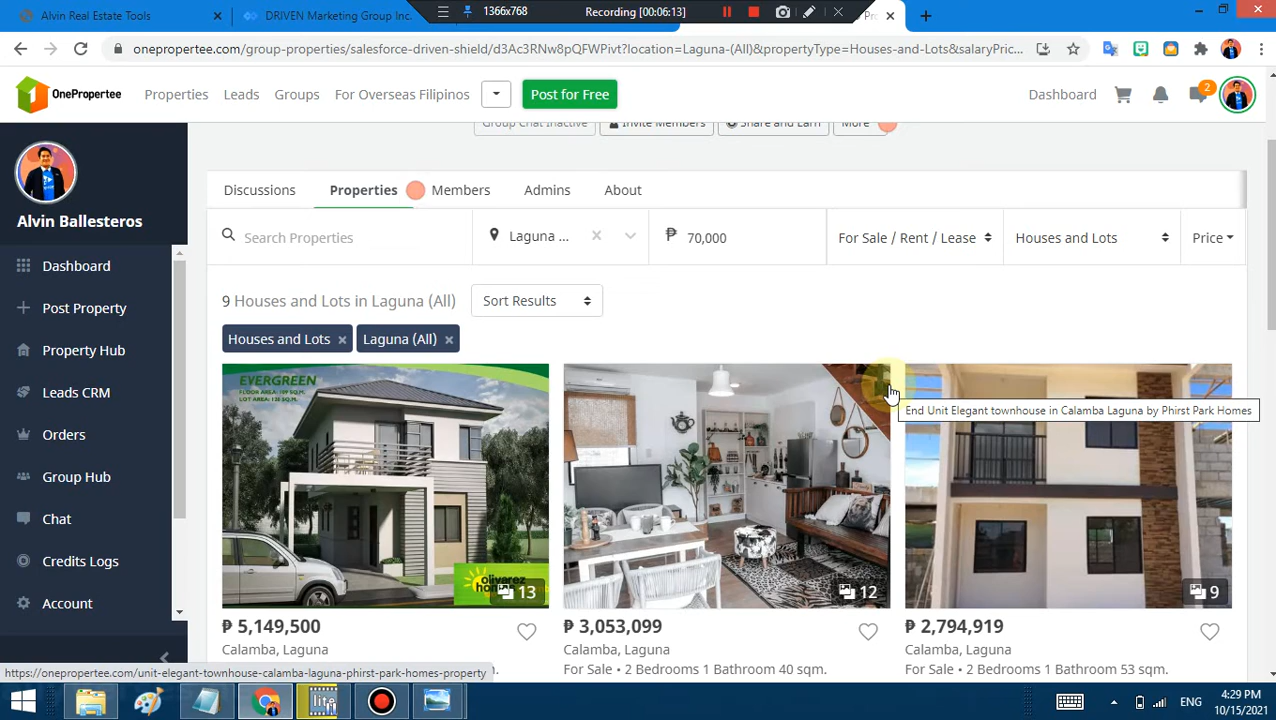 Alvin Real Estate Tools
DRIVEN Marketing Group Inc.
1366x768
Recording [00:06:13]
onepropertee.com/group-properties/salesforce-driven-shield/d3Ac3RNw8pQFWPivt?location=Laguna-(All)&propertyType=Houses-and-Lots&salaryPric...
OnePropertee
Properties
Leads
Groups
For Overseas Filipinos
Post for Free
Dashboard
2
Group Chat Inactive
Invite Members
Share and Earn
More
Alvin Ballesteros
Dashboard
Post Property
Property Hub
Leads CRM
Orders
Group Hub
Chat
Credits Logs
Account
Discussions
Properties
Members
Admins
About
Search Properties
Laguna ...
₱ 70,000
For Sale / Rent / Lease
Houses and Lots
Price
9 Houses and Lots in Laguna (All)
Sort Results
Houses and Lots ×
Laguna (All) ×
EVERGREEN
FLOOR AREA: 109 SQ.M.
End Unit Elegant townhouse in Calamba Laguna by Phirst Park Homes
olivarez
13
12
9
₱ 5,149,500
₱ 3,053,099
₱ 2,794,919
Calamba, Laguna
Calamba, Laguna
Calamba, Laguna
For Sale • 2 Bedrooms 1 Bathroom 40 sqm.
For Sale • 2 Bedrooms 1 Bathroom 53 sqm.
https://onepropertee.com/unit-elegant-townhouse-calamba-laguna-phirst-park-homes-property
ENG
4:29 PM
10/15/2021